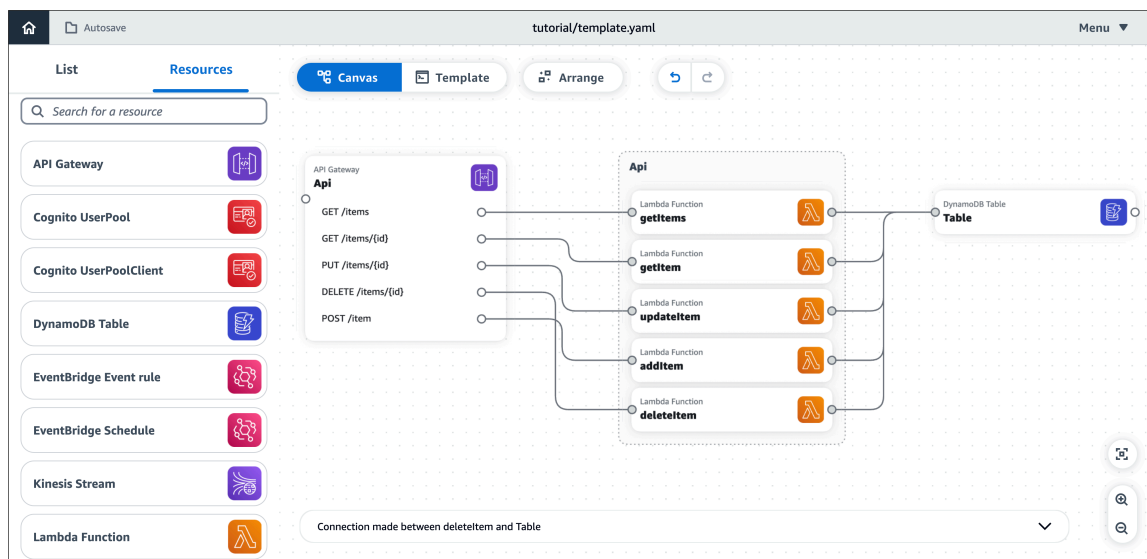 Autosave
tutorial/template.yaml
Menu
List
Resources
Canvas
Template
Arrange
Search for a resource
API Gateway
Cognito UserPool
Cognito UserPoolClient
DynamoDB Table
EventBridge Event rule
EventBridge Schedule
Kinesis Stream
Lambda Function
API Gateway
Api
GET /items
GET /items/{id}
PUT /items/{id}
DELETE /items/{id}
POST /item
Api
Lambda Function
getItems
Lambda Function
getItem
Lambda Function
updateItem
Lambda Function
addItem
Lambda Function
deleteItem
DynamoDB Table
Table
Connection made between deleteItem and Table